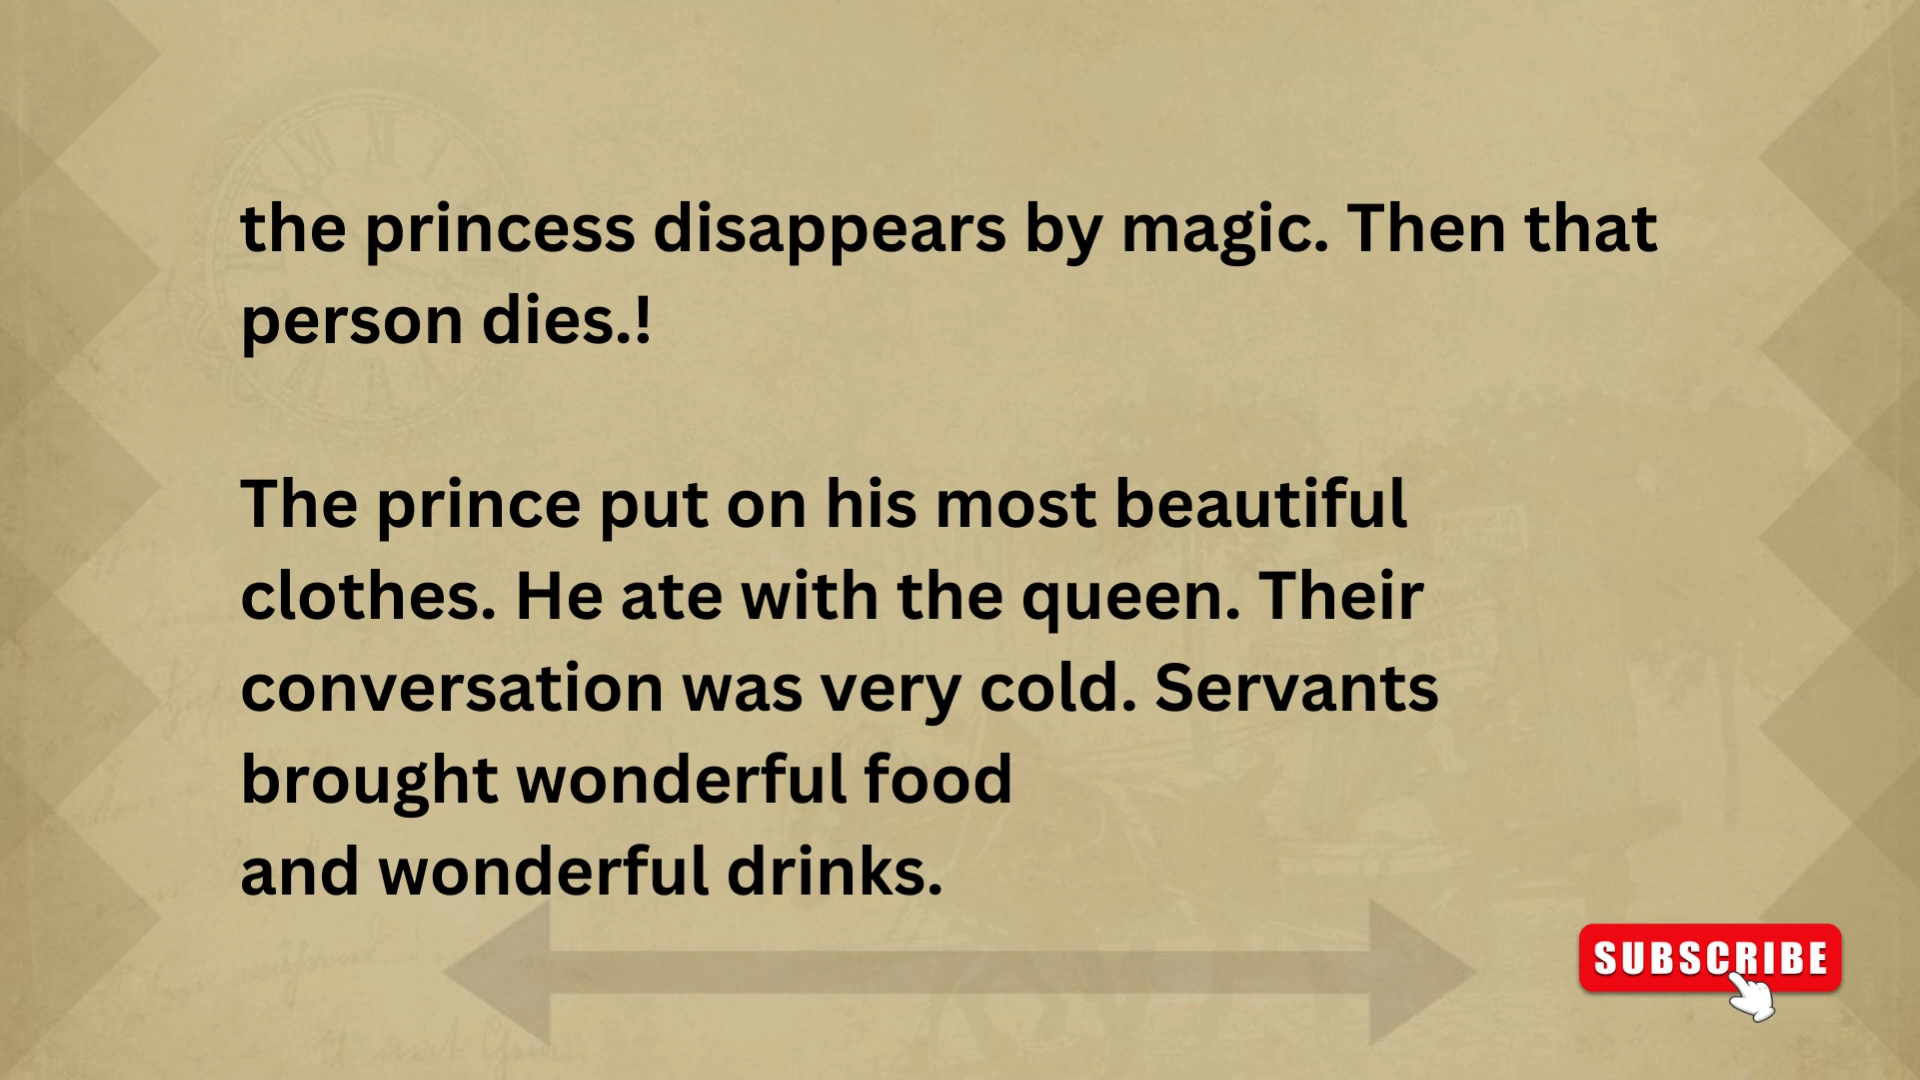 the princess disappears by magic. Then that
person dies.!
The prince put on his most beautiful
clothes. He ate with the queen. Their
conversation was very cold. Servants
brought wonderful food
and wonderful drinks.
SUBSCRIBE